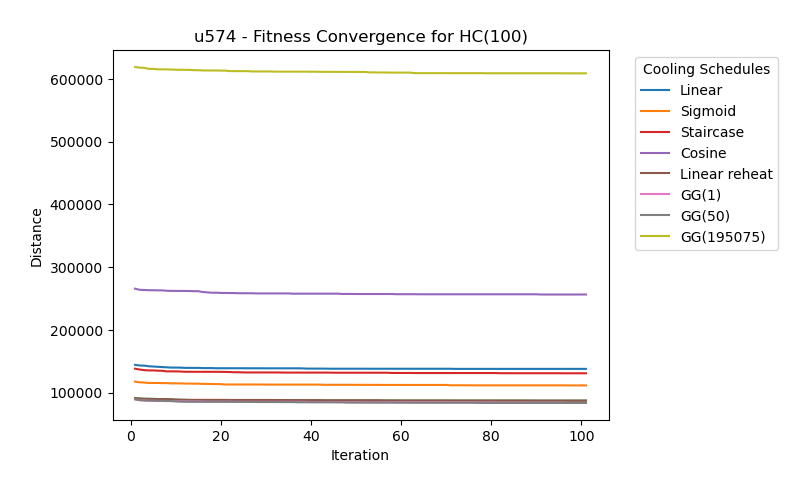 u574 - Fitness Convergence for HC(100)
600000
500000
400000
300000
200000
100000
Distance
0
20
40
60
80
100
Iteration
Cooling Schedules
Linear
Sigmoid
Staircase
Cosine
Linear reheat
GG(1)
GG(50)
GG(195075)